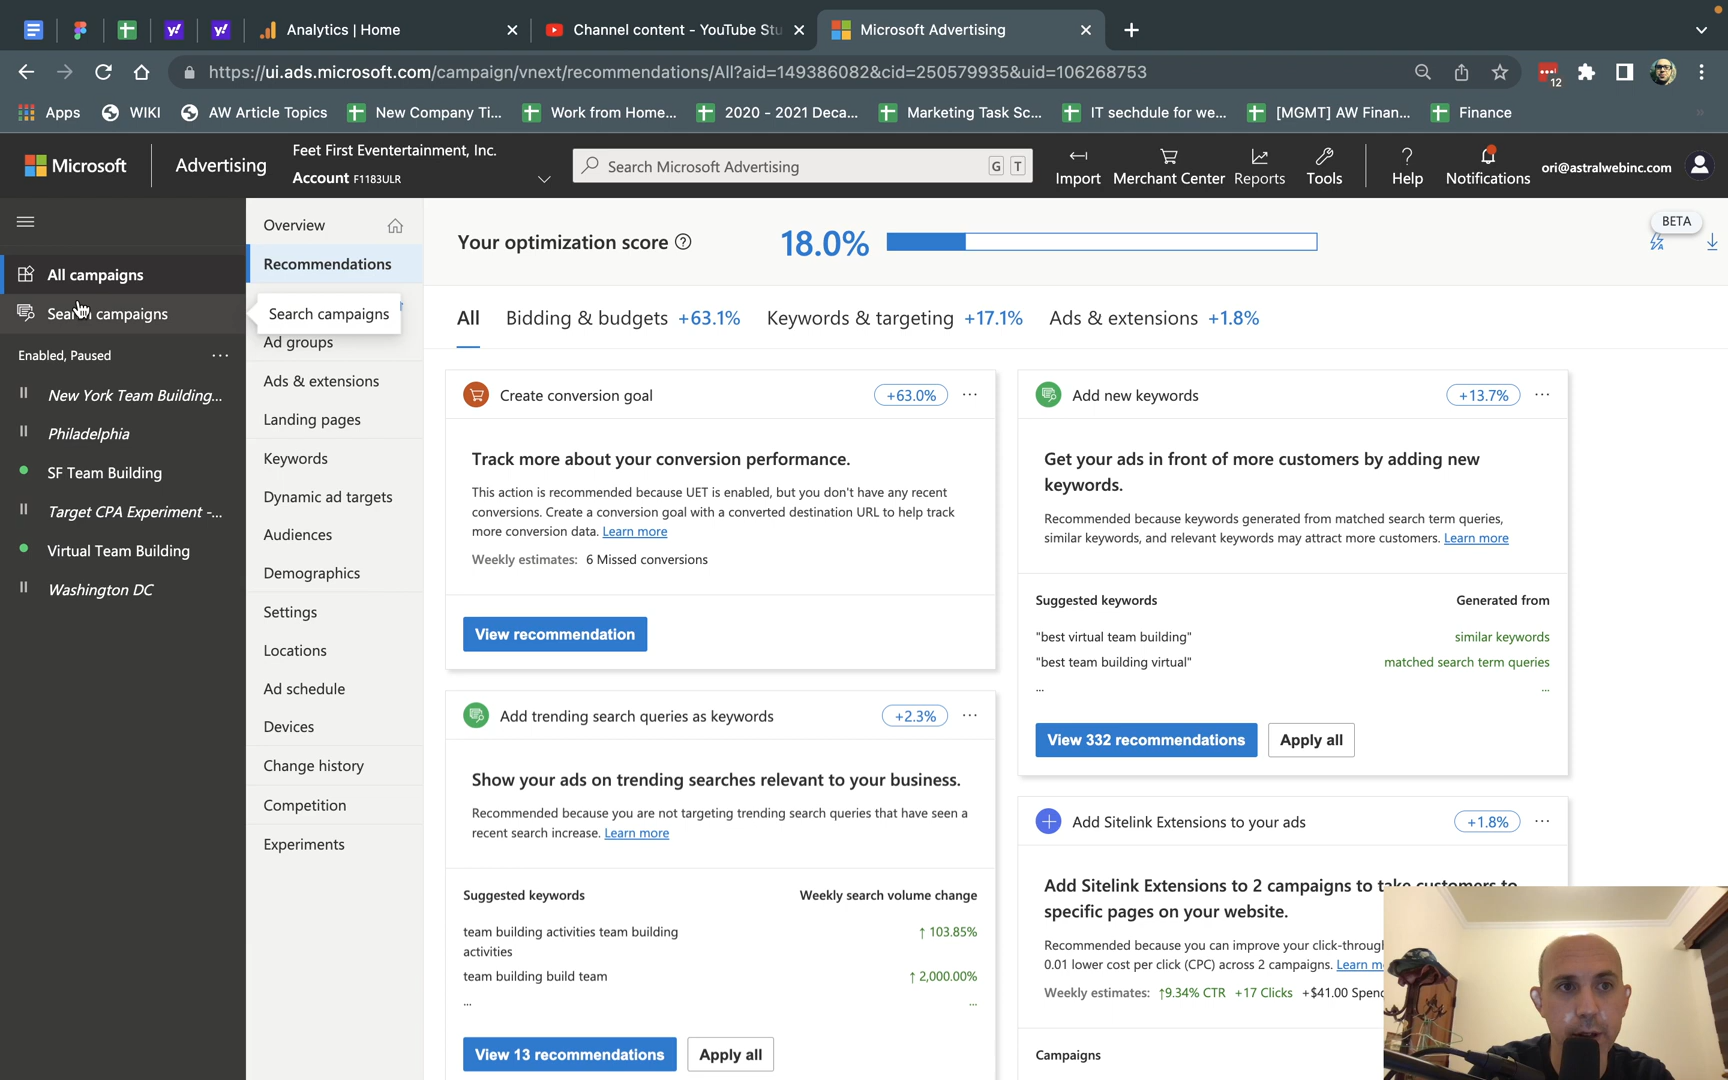 Analytics | Home
Channel content - YouTube Stu
Microsoft Advertising
https://ui.ads.microsoft.com/campaign/vnext/recommendations/All?aid=149386082&cid=250579935&uid=106268753
12
Apps
WIKI
AW Article Topics
New Company Ti...
Work from Home...
2020 - 2021 Deca...
Marketing Task Sc...
IT sechdule for we...
[MGMT] AW Finan...
Finance
Microsoft
Advertising
Feet First Eventertainment, Inc.
Account F1183ULR
Search Microsoft Advertising
G T
Import
Merchant Center
Reports
Tools
Help
Notifications
ori@astralwebinc.com
All campaigns
Search campaigns
Enabled, Paused
New York Team Building...
Philadelphia
SF Team Building
Target CPA Experiment -...
Virtual Team Building
Washington DC
Overview
Recommendations
Search campaigns
Ad groups
Ads & extensions
Landing pages
Keywords
Dynamic ad targets
Audiences
Demographics
Settings
Locations
Ad schedule
Devices
Change history
Competition
Experiments
Your optimization score
18.0%
BETA
All
Bidding & budgets +63.1%
Keywords & targeting +17.1%
Ads & extensions +1.8%
Create conversion goal
+63.0%
Track more about your conversion performance.
This action is recommended because UET is enabled, but you don't have any recent
conversions. Create a conversion goal with a converted destination URL to help track
more conversion data. Learn more
Weekly estimates: 6 Missed conversions
View recommendation
Add new keywords
+13.7%
Get your ads in front of more customers by adding new
keywords.
Recommended because keywords generated from matched search term queries,
similar keywords, and relevant keywords may attract more customers. Learn more
Suggested keywords
Generated from
"best virtual team building"
similar keywords
"best team building virtual"
matched search term queries
...
...
View 332 recommendations
Apply all
Add trending search queries as keywords
+2.3%
Show your ads on trending searches relevant to your business.
Recommended because you are not targeting trending search queries that have seen a
recent search increase. Learn more
Suggested keywords
Weekly search volume change
team building activities team building
activities
↑ 103.85%
team building build team
↑ 2,000.00%
...
...
View 13 recommendations
Apply all
Add Sitelink Extensions to your ads
+1.8%
Add Sitelink Extensions to 2 campaigns to take customers to
specific pages on your website.
Recommended because you can improve your click-throug
0.01 lower cost per click (CPC) across 2 campaigns. Learn m
Weekly estimates: ↑9.34% CTR +17 Clicks +$41.00 Spen
Campaigns